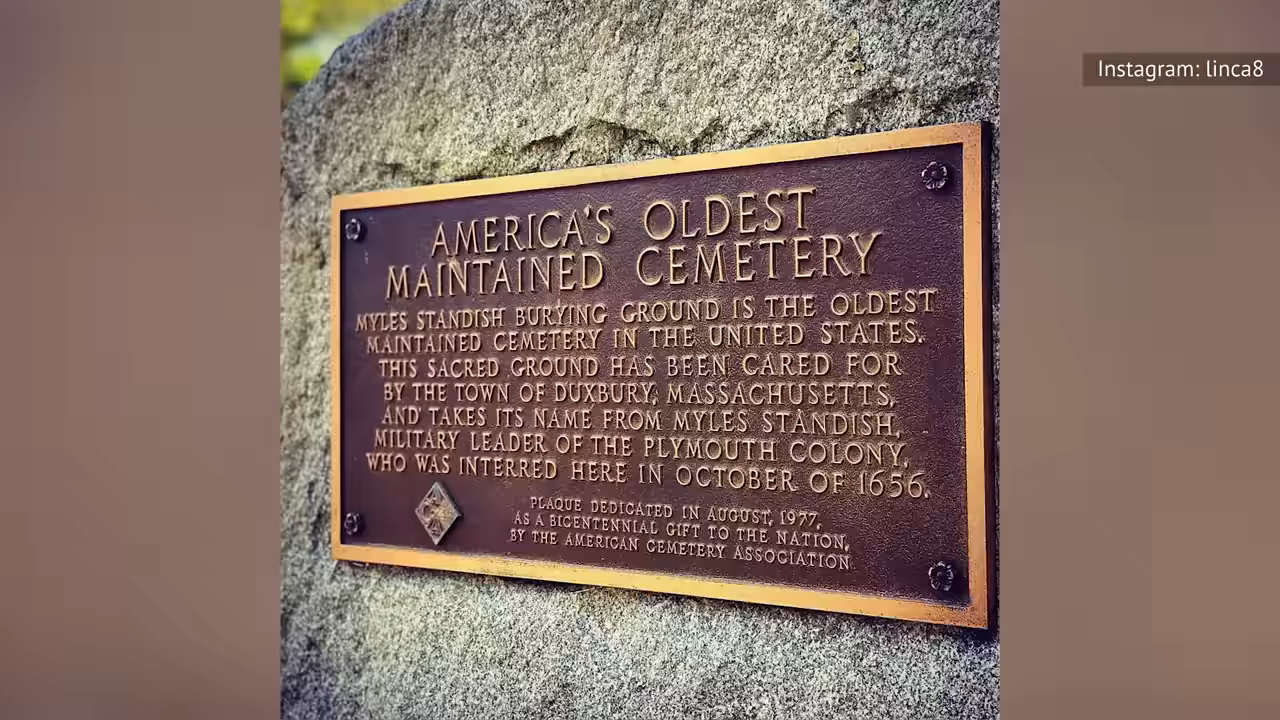 Instagram: linca8
AMERICA'S OLDEST
MAINTAINED CEMETERY
MYLES STANDISH BURYING GROUND IS THE OLDEST
MAINTAINED CEMETERY IN THE UNITED STATES.
THIS SACRED GROUND HAS BEEN CARED FOR
BY THE TOWN OF DUXBURY, MASSACHUSETTS,
AND TAKES ITS NAME FROM MYLES STANDISH,
MILITARY LEADER OF THE PLYMOUTH COLONY,
WHO WAS INTERRED HERE IN OCTOBER OF 1656.
PLAQUE DEDICATED IN AUGUST, 1977,
AS A BICENTENNIAL GIFT TO THE NATION,
BY THE AMERICAN CEMETERY ASSOCIATION